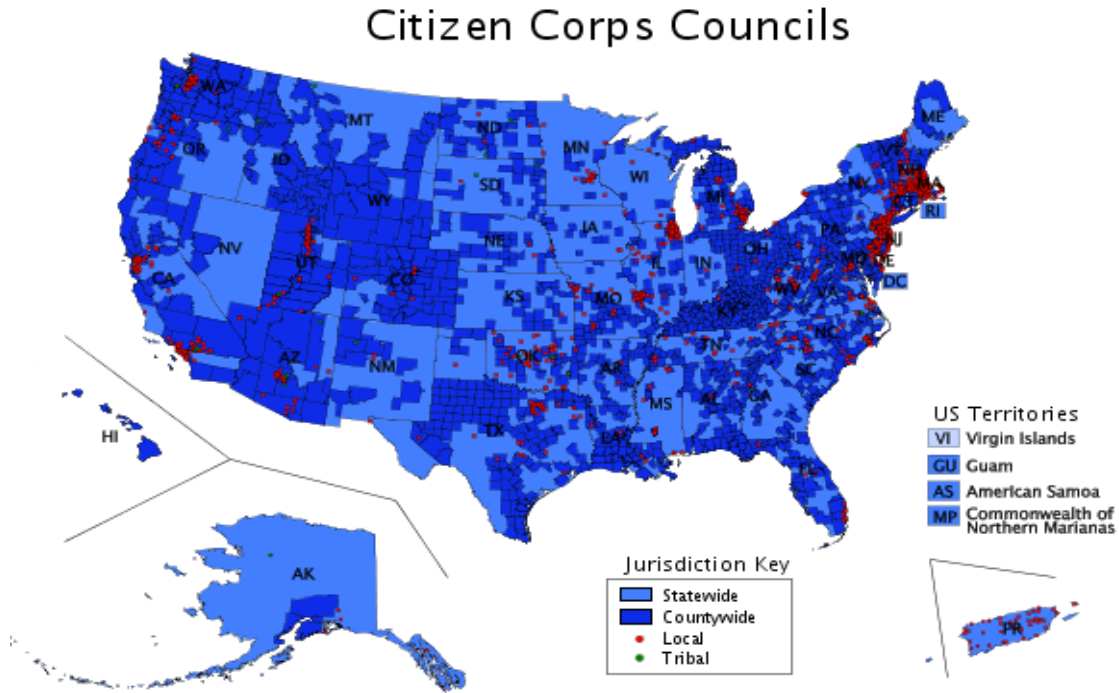 Citizen Corps Councils
WA
MT
ND
MN
ME
OR
ID
SD
WI
VT
NH
NY
MA
CT
RI
WY
MI
NV
NE
IA
PA
NJ
UT
CO
IL
IN
OH
MD
DE
DC
CA
KS
MO
WV
VA
KY
AZ
NM
OK
AR
TN
NC
SC
MS
AL
GA
TX
LA
FL
HI
AK
US Territories
VI Virgin Islands
GU Guam
AS American Samoa
MP Commonwealth of
Northern Marianas
Jurisdiction Key
Statewide
Countywide
Local
Tribal
PR